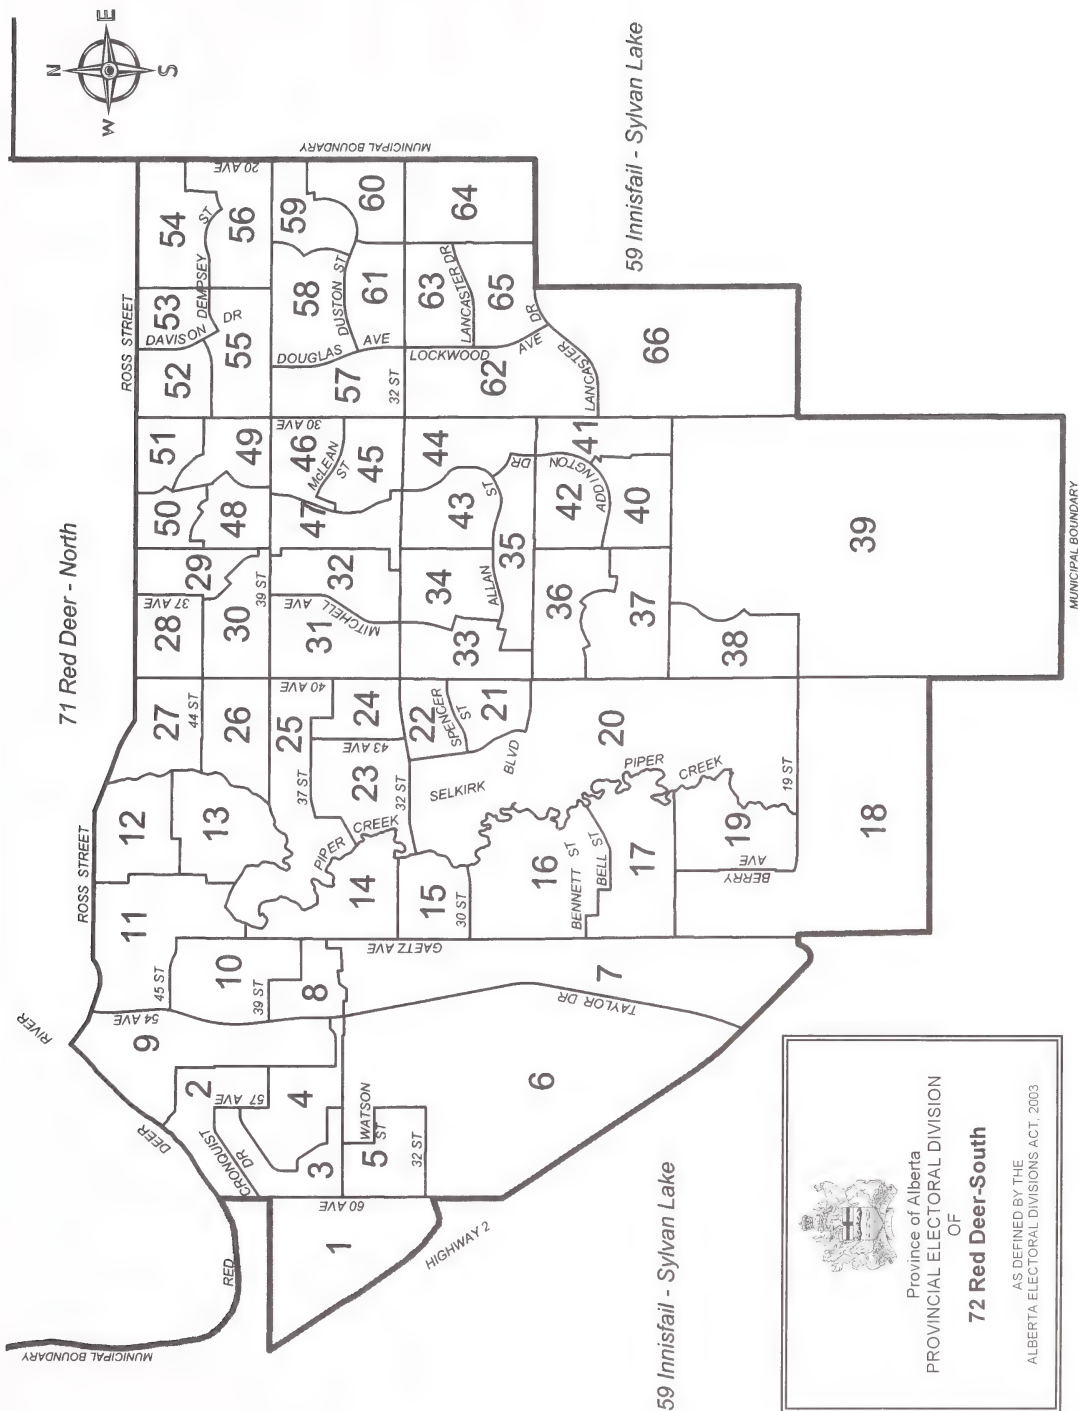 N
E
S
W
71 Red Deer - North
59 Innisfail - Sylvan Lake
59 Innisfail - Sylvan Lake
MUNICIPAL BOUNDARY
MUNICIPAL BOUNDARY
MUNICIPAL BOUNDARY
RED
DEER
RIVER
HIGHWAY 2
ROSS STREET
ROSS STREET
60 AVE
CRONQUIST
DR
57 AVE
WATSON
ST
32 ST
54 AVE
45 ST
39 ST
TAYLOR DR
GAETZ AVE
PIPER CREEK
30 ST
BENNETT ST
BELL ST
BERRY
AVE
19 ST
PIPER
CREEK
SELKIRK
BLVD
44 ST
37 ST
32 ST
43 AVE
40 AVE
SPENCER
ST
37 AVE
39 ST
MITCHELL
AVE
ALLAN
ST
DR
ADDINGTON
McLEAN
ST
30 AVE
32 ST
DAVISON
DR
DEMPSEY
ST
20 AVE
DOUGLAS
AVE
DUSTON ST
LOCKWOOD
AVE
LANCASTER DR
LANCASTER
DR
1
2
3
4
5
6
7
8
9
10
11
12
13
14
15
16
17
18
19
20
21
22
23
24
25
26
27
28
29
30
31
32
33
34
35
36
37
38
39
40
41
42
43
44
45
46
47
48
49
50
51
52
53
54
55
56
57
58
59
60
61
62
63
64
65
66
Province of Alberta
PROVINCIAL ELECTORAL DIVISION
OF
72 Red Deer-South
AS DEFINED BY THE
ALBERTA ELECTORAL DIVISIONS ACT, 2003